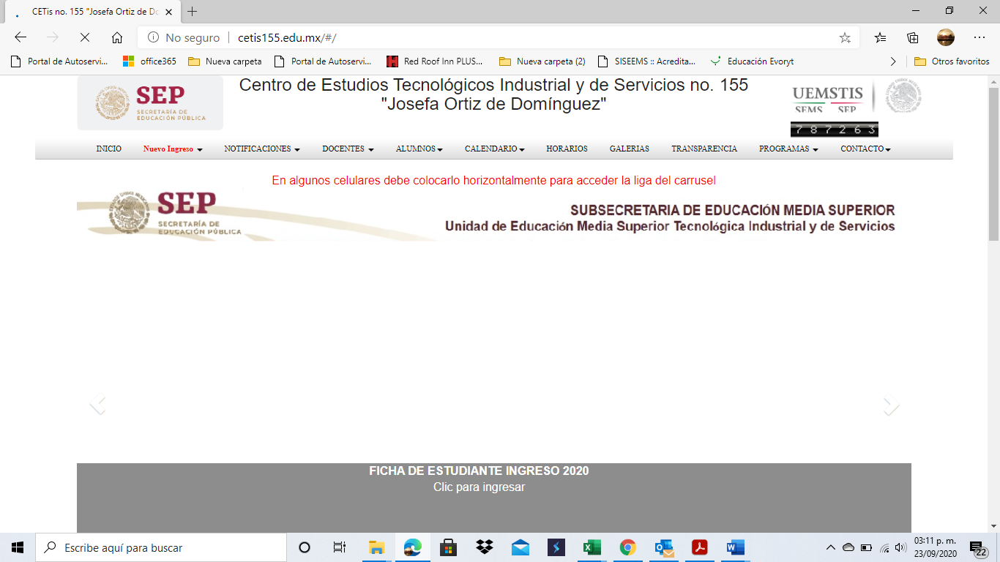 CETis no. 155 "Josefa Ortiz de Do
No seguro
cetis155.edu.mx/#/
Portal de Autoservi...
office365
Nueva carpeta
Portal de Autoservi...
Red Roof Inn PLUS...
Nueva carpeta (2)
SISEEMS :: Acredita...
Educación Evoryt
Otros favoritos
SEP
SECRETARÍA DE
EDUCACIÓN PÚBLICA
Centro de Estudios Tecnológicos Industrial y de Servicios no. 155
"Josefa Ortiz de Domínguez"
UEMSTIS
SEMS SEP
787263
INICIO
Nuevo Ingreso
NOTIFICACIONES
DOCENTES
ALUMNOS
CALENDARIO
HORARIOS
GALERIAS
TRANSPARENCIA
PROGRAMAS
CONTACTO
En algunos celulares debe colocarlo horizontalmente para acceder la liga del carrusel
SEP
SECRETARÍA DE
EDUCACIÓN PÚBLICA
SUBSECRETARIA DE EDUCACIÓN MEDIA SUPERIOR
Unidad de Educación Media Superior Tecnológica Industrial y de Servicios
FICHA DE ESTUDIANTE INGRESO 2020
Clic para ingresar
Escribe aquí para buscar
03:11 p. m.
23/09/2020
22